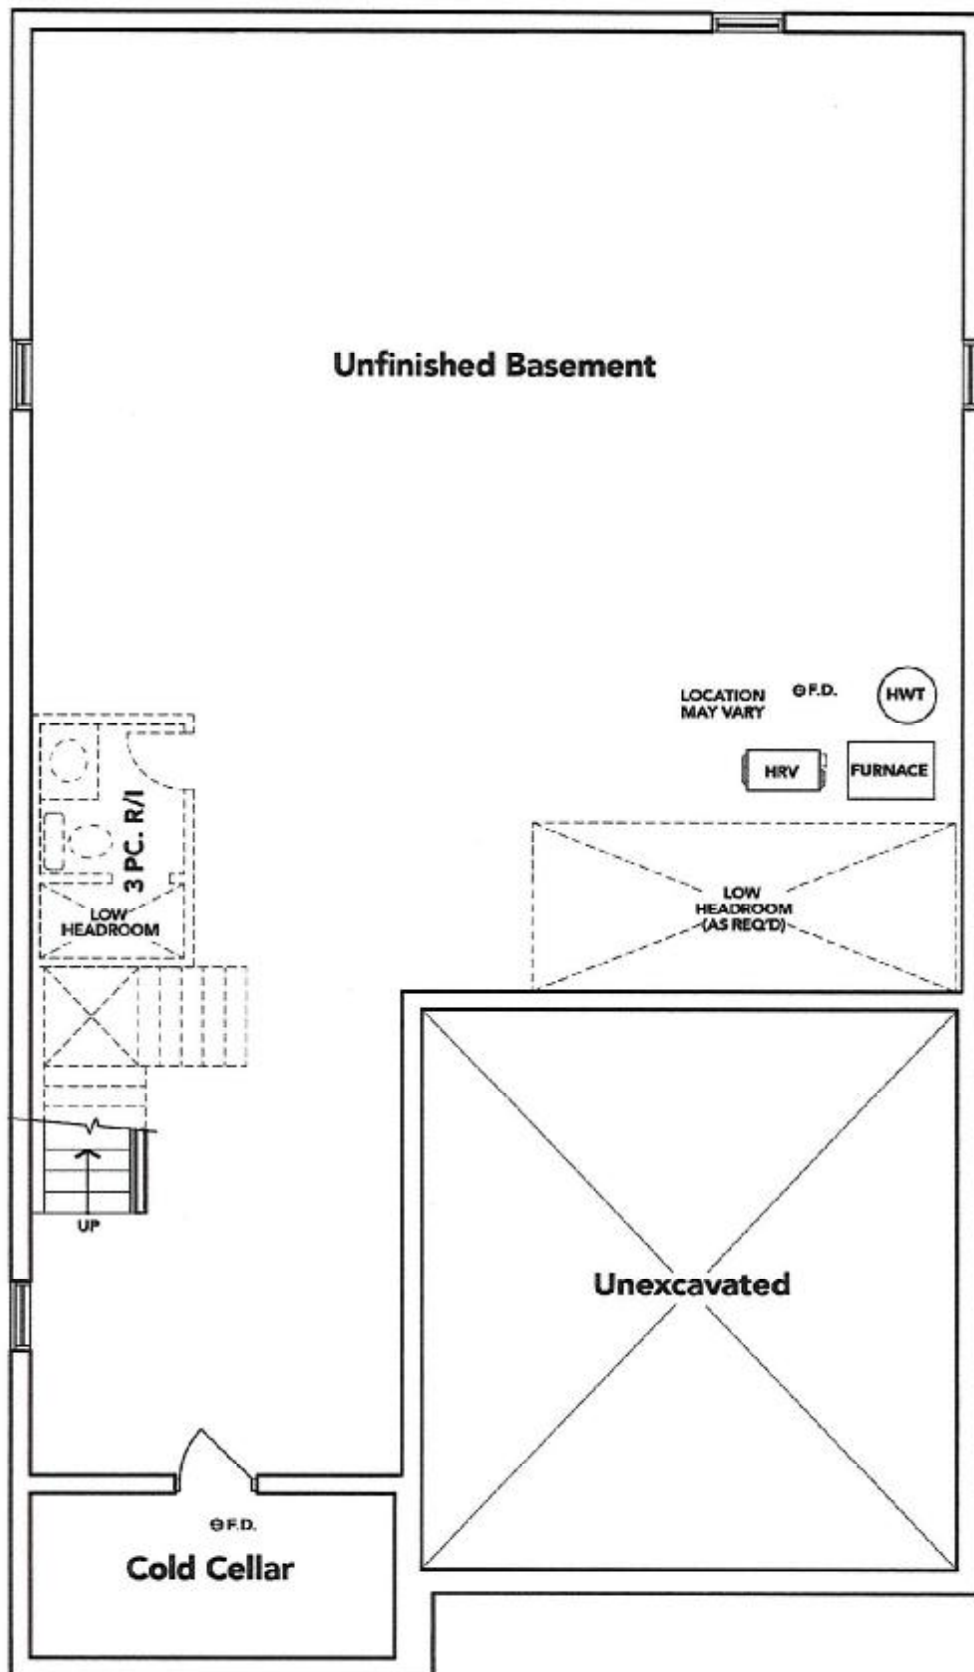 Unfinished Basement
LOCATION
MAY VARY
F.D.
HWT
HRV
FURNACE
3 PC. R/I
LOW
HEADROOM
LOW
HEADROOM
(AS REQ'D)
UP
Unexcavated
F.D.
Cold Cellar